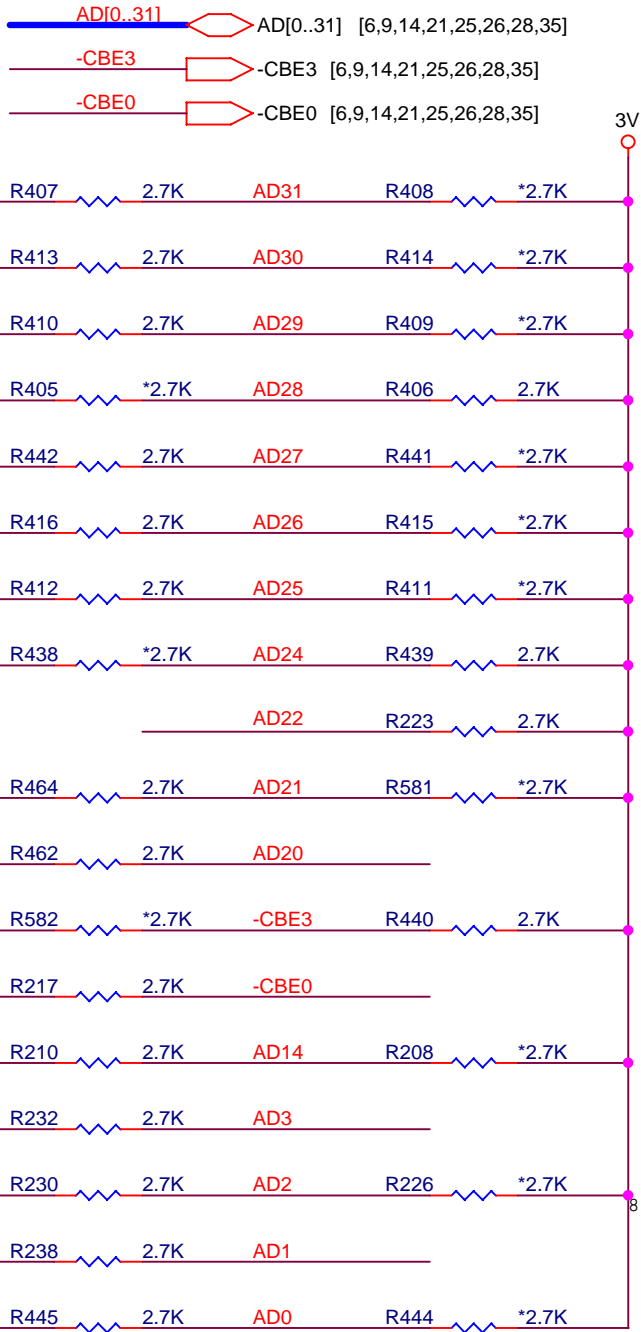 AD[0..31] AD[0..31] [6,9,14,21,25,26,28,35]
-CBE3 -CBE3 [6,9,14,21,25,26,28,35]
-CBE0 -CBE0 [6,9,14,21,25,26,28,35]
3V
R407 2.7K AD31 R408 *2.7K
R413 2.7K AD30 R414 *2.7K
R410 2.7K AD29 R409 *2.7K
R405 *2.7K AD28 R406 2.7K
R442 2.7K AD27 R441 *2.7K
R416 2.7K AD26 R415 *2.7K
R412 2.7K AD25 R411 *2.7K
R438 *2.7K AD24 R439 2.7K
AD22 R223 2.7K
R464 2.7K AD21 R581 *2.7K
R462 2.7K AD20
R582 *2.7K -CBE3 R440 2.7K
R217 2.7K -CBE0
R210 2.7K AD14 R208 *2.7K
R232 2.7K AD3
R230 2.7K AD2 R226 *2.7K
8
R238 2.7K AD1
R445 2.7K AD0 R444 *2.7K